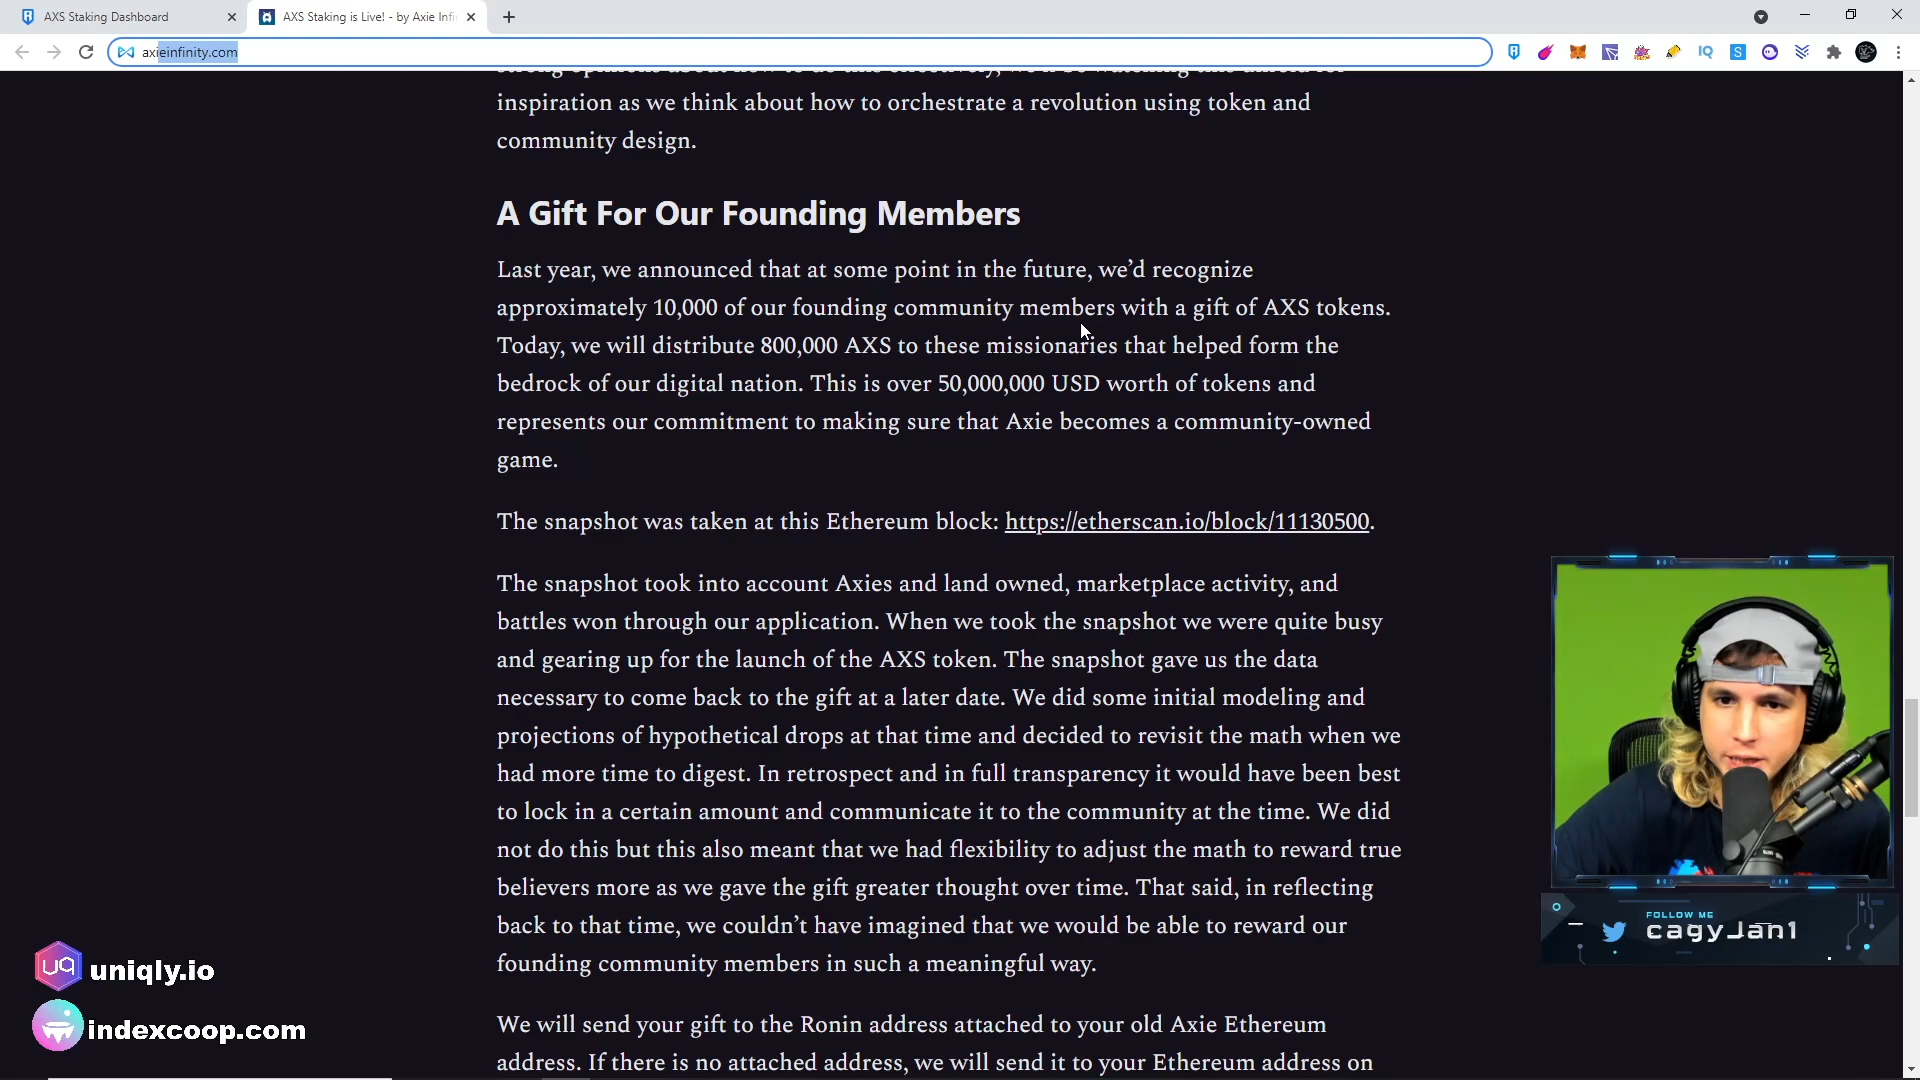 AXS Staking Dashboard
AXS Staking is Live! - by Axie Infi
axieinfinity.com
inspiration as we think about how to orchestrate a revolution using token and
community design.
A Gift For Our Founding Members
Last year, we announced that at some point in the future, we’d recognize
approximately 10,000 of our founding community members with a gift of AXS tokens.
Today, we will distribute 800,000 AXS to these missionaries that helped form the
bedrock of our digital nation. This is over 50,000,000 USD worth of tokens and
represents our commitment to making sure that Axie becomes a community-owned
game.
The snapshot was taken at this Ethereum block: https://etherscan.io/block/11130500.
The snapshot took into account Axies and land owned, marketplace activity, and
battles won through our application. When we took the snapshot we were quite busy
and gearing up for the launch of the AXS token. The snapshot gave us the data
necessary to come back to the gift at a later date. We did some initial modeling and
projections of hypothetical drops at that time and decided to revisit the math when we
had more time to digest. In retrospect and in full transparency it would have been best
to lock in a certain amount and communicate it to the community at the time. We did
not do this but this also meant that we had flexibility to adjust the math to reward true
believers more as we gave the gift greater thought over time. That said, in reflecting
back to that time, we couldn’t have imagined that we would be able to reward our
founding community members in such a meaningful way.
We will send your gift to the Ronin address attached to your old Axie Ethereum
address. If there is no attached address, we will send it to your Ethereum address on
FOLLOW ME
cagyJan1
uniqly.io
indexcoop.com